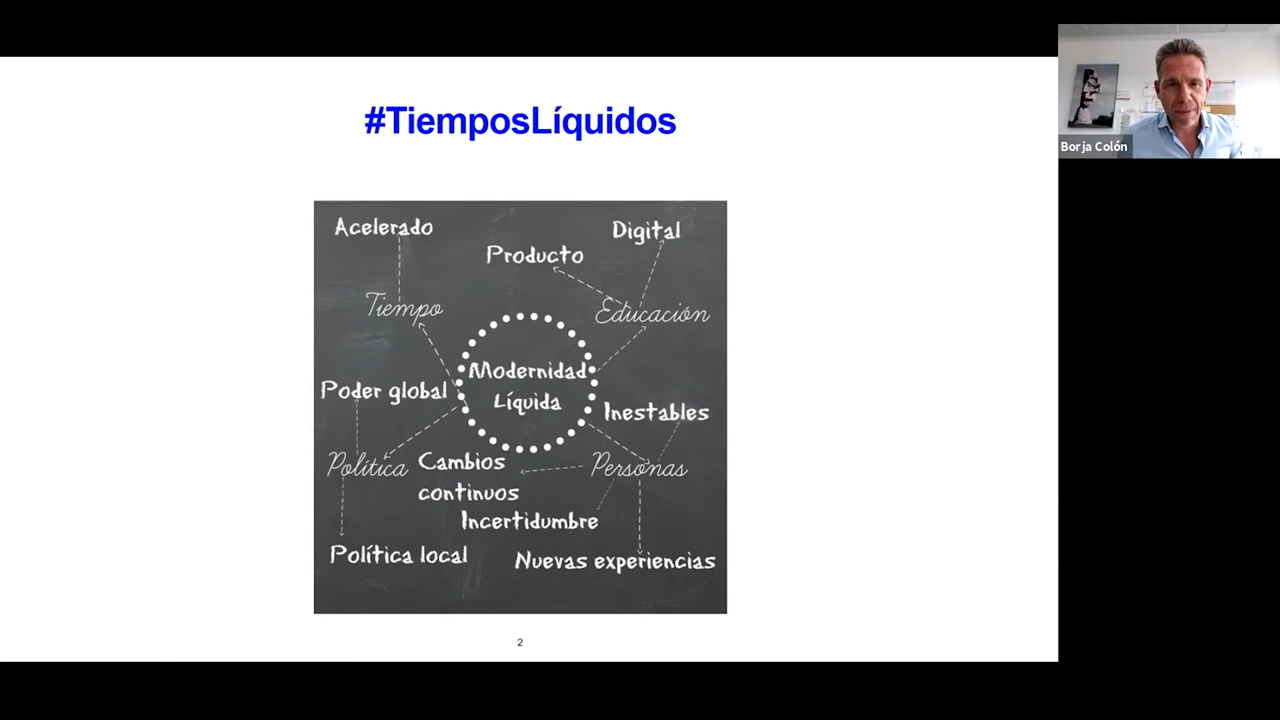 #TiemposLíquidos
Borja Colón
Acelerado
Digital
Producto
Tiempo
Educación
Modernidad
Líquida
Poder global
Inestables
Política
Cambios
continuos
Personas
Incertidumbre
Política local
Nuevas experiencias
2